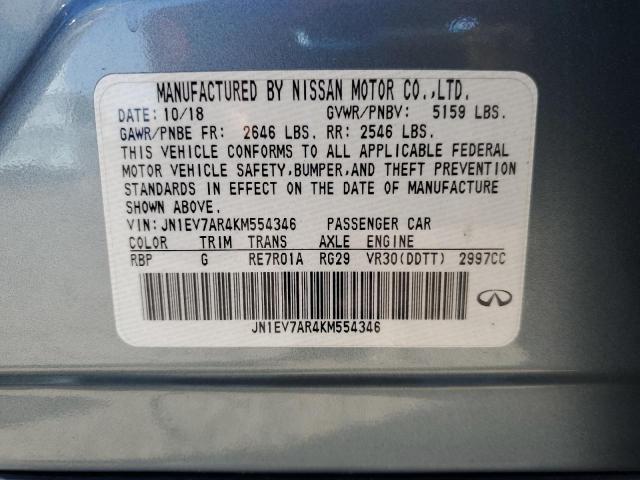 MANUFACTURED BY NISSAN MOTOR CO.,LTD.
DATE: 10/18 GVWR/PNBV: 5159 LBS.
GAWR/PNBE FR: 2646 LBS. RR: 2546 LBS.
THIS VEHICLE CONFORMS TO ALL APPLICABLE FEDERAL
MOTOR VEHICLE SAFETY,BUMPER,AND THEFT PREVENTION
STANDARDS IN EFFECT ON THE DATE OF MANUFACTURE
SHOWN ABOVE.
VIN: JN1EV7AR4KM554346 PASSENGER CAR
COLOR TRIM TRANS AXLE ENGINE
RBP G RE7R01A RG29 VR30(DDTT) 2997CC
JN1EV7AR4KM554346